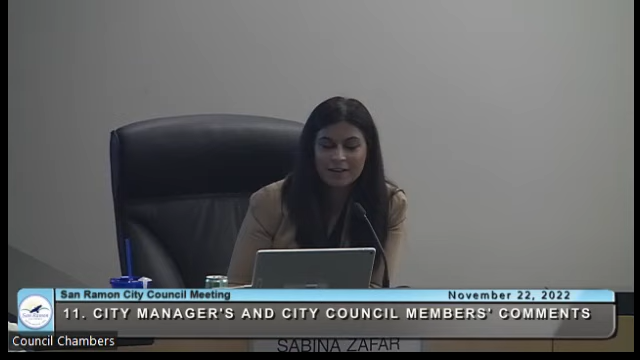 San Ramon City Council Meeting November 22, 2022
11. CITY MANAGER'S AND CITY COUNCIL MEMBERS' COMMENTS
Council Chambers
SABINA ZAFAR